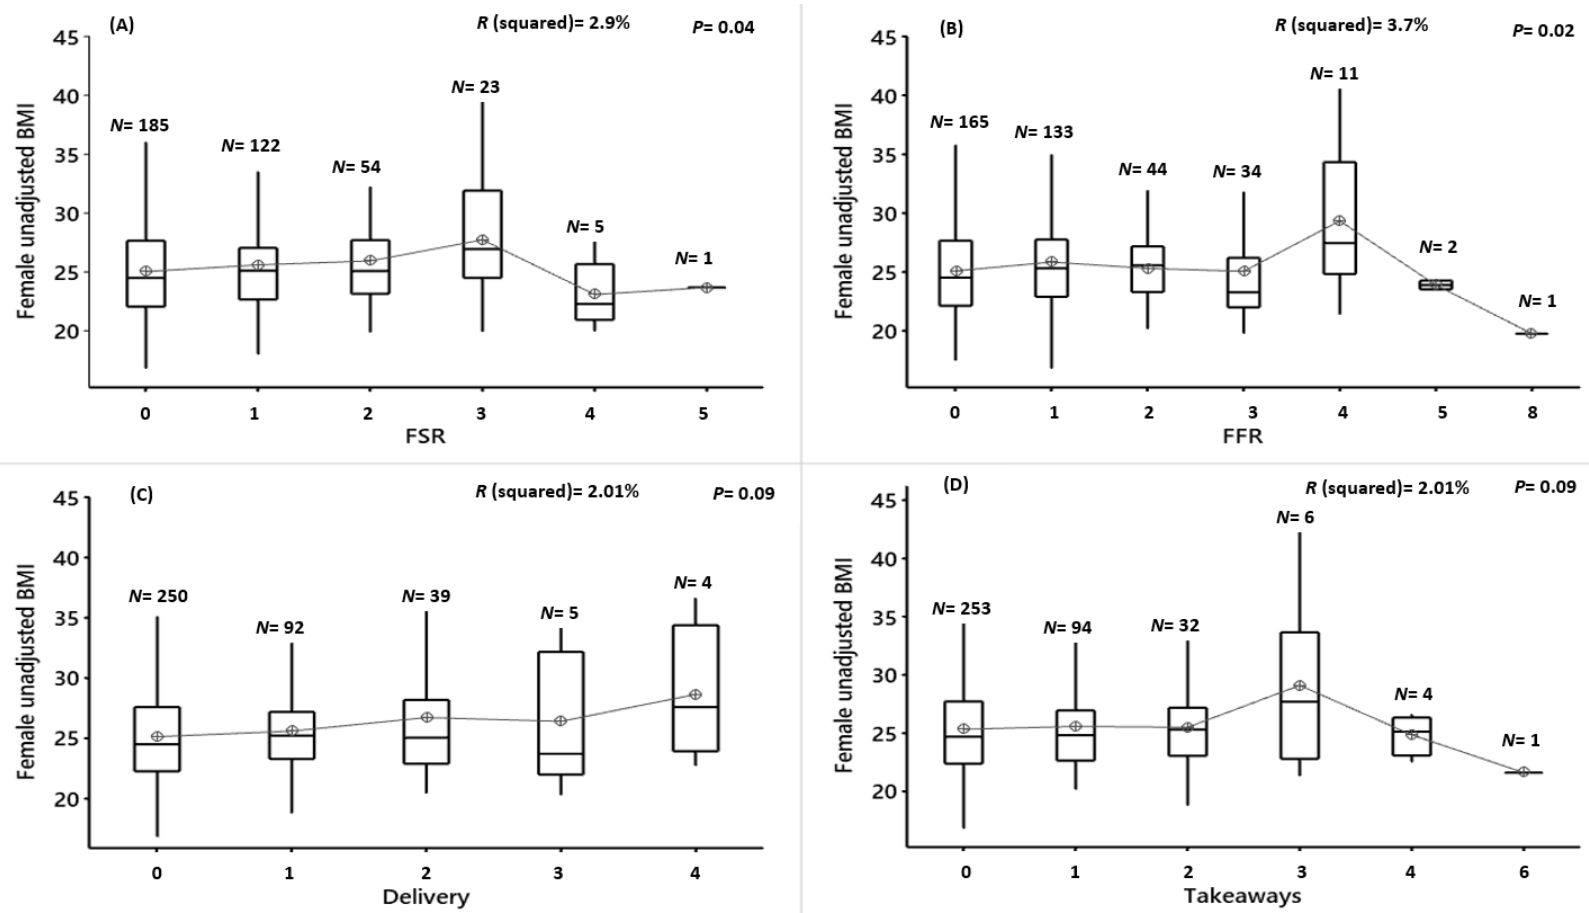 (A)
R (squared)= 2.9%
P= 0.04
Female unadjusted BMI
45
40
35
30
25
20
N= 185
N= 122
N= 54
N= 23
N= 5
N= 1
0 1 2 3 4 5
FSR
(B)
R (squared)= 3.7%
P= 0.02
Female unadjusted BMI
45
40
35
30
25
20
N= 165
N= 133
N= 44
N= 34
N= 11
N= 2
N= 1
0 1 2 3 4 5 8
FFR
(C)
R (squared)= 2.01%
P= 0.09
Female unadjusted BMI
45
40
35
30
25
20
N= 250
N= 92
N= 39
N= 5
N= 4
0 1 2 3 4
Delivery
(D)
R (squared)= 2.01%
P= 0.09
Female unadjusted BMI
45
40
35
30
25
20
N= 253
N= 94
N= 32
N= 6
N= 4
N= 1
0 1 2 3 4 6
Takeaways